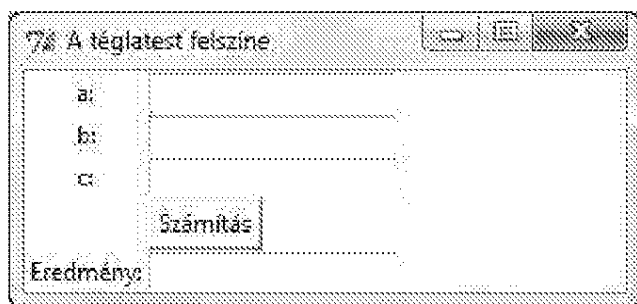 A téglatest felszíne
a:
b:
c:
Számítás
Eredmény: